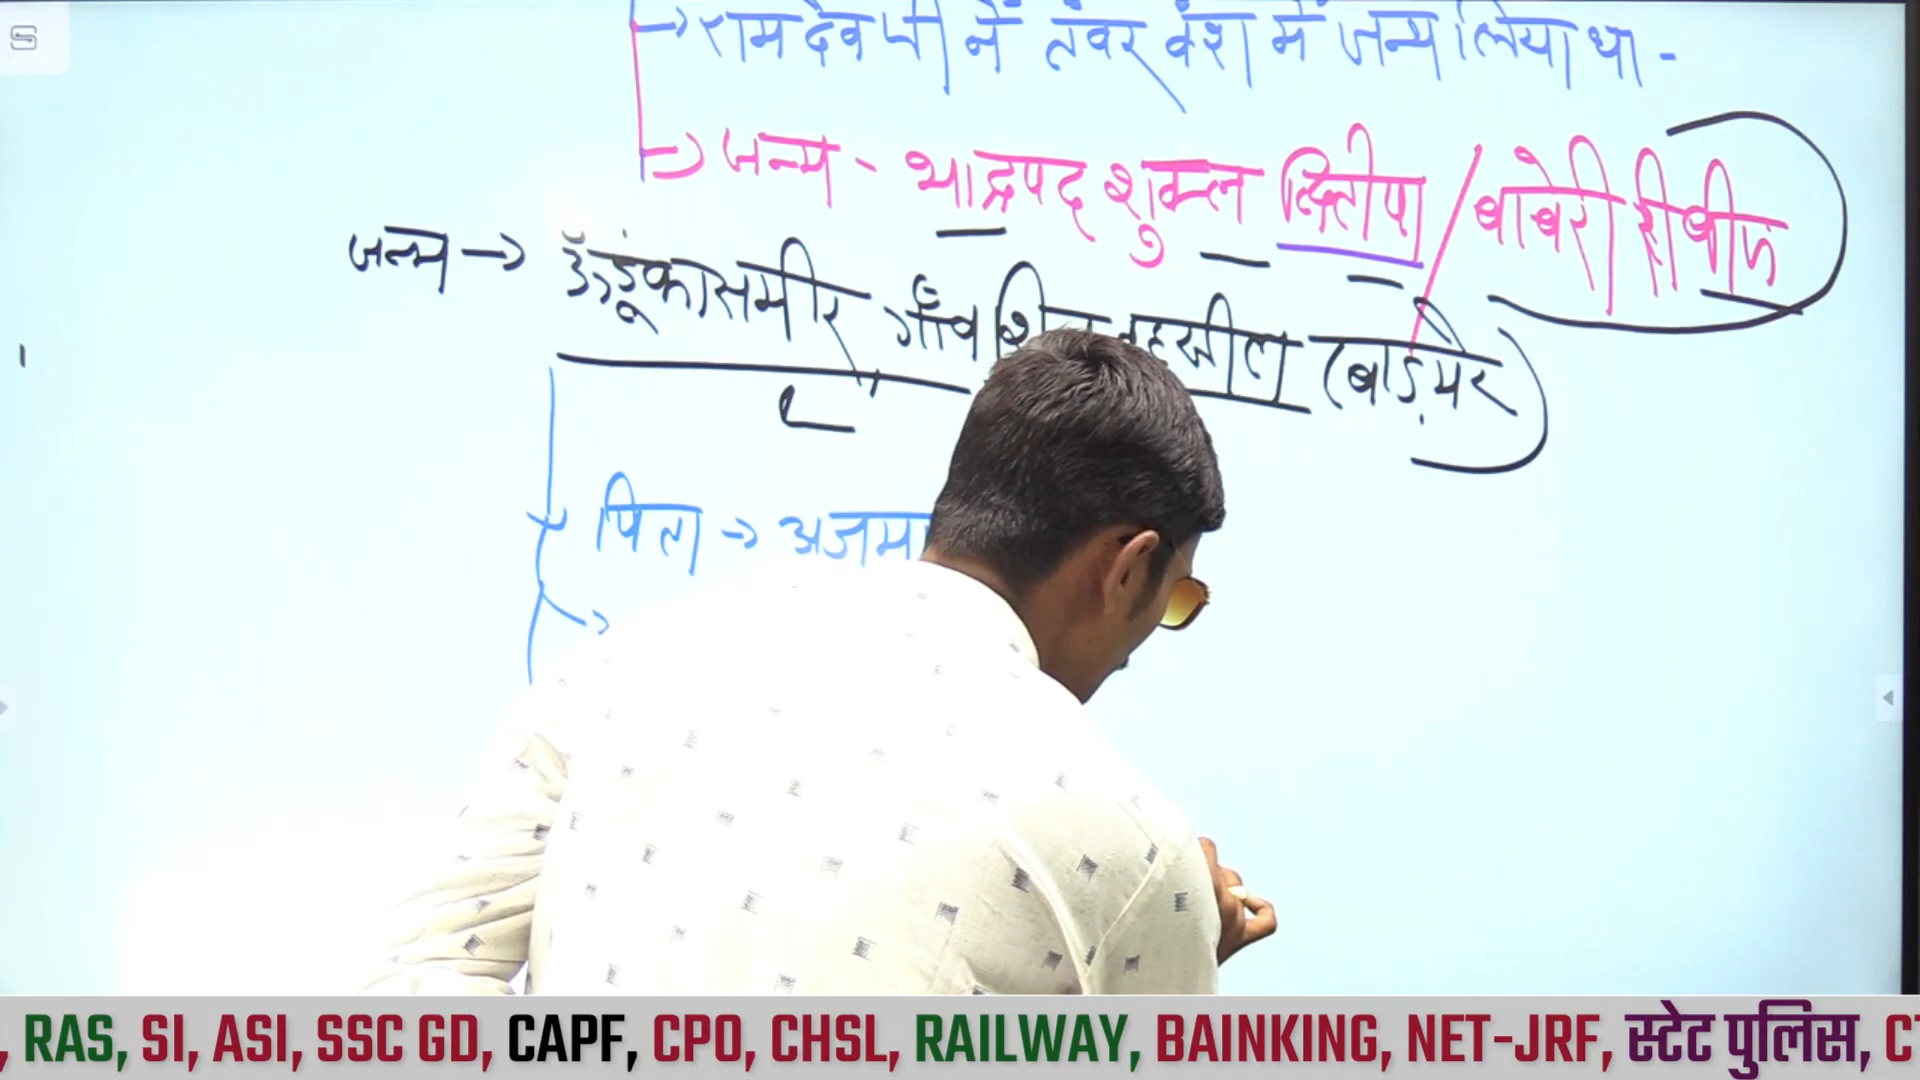 → रामदेव जी ने तंवर वंश में जन्म लिया था -
→ जन्म - भाद्रपद शुक्ल द्वितीया / बाबेरी री बीज
जन्म → ऊंडूकासमीर गाँव शि तहसील (बाड़मेर
पिता → अजमा
→
, RAS, SI, ASI, SSC GD, CAPF, CPO, CHSL, RAILWAY, BAINKING, NET-JRF, स्टेट पुलिस, C